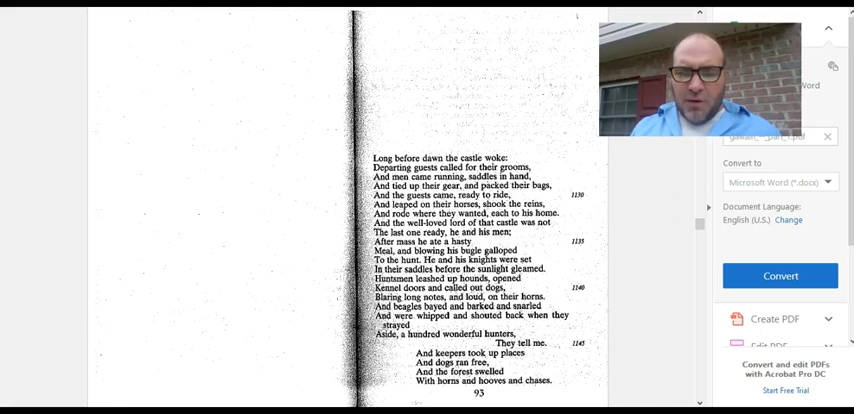 Long before dawn the castle woke:
Departing guests called for their grooms,
And men came running, saddles in hand,
And tied up their gear, and packed their bags,
And the guests came, ready to ride, 1130
And leaped on their horses, shook the reins,
And rode where they wanted, each to his home.
And the well-loved lord of that castle was not
The last one ready, he and his men;
After mass he ate a hasty 1135
Meal, and blowing his bugle galloped
To the hunt. He and his knights were set
In their saddles before the sunlight gleamed.
Huntsmen leashed up hounds, opened
Kennel doors and called out dogs, 1140
Blaring long notes, and loud, on their horns.
And beagles bayed and barked and snarled
And were whipped and shouted back when they
strayed
Aside, a hundred wonderful hunters,
They tell me. 1145
And keepers took up places
And dogs ran free,
And the forest swelled
With horns and hooves and chases.
93
Word
Convert to
Microsoft Word (*.docx)
Document Language:
English (U.S.) Change
Convert
Create PDF
Edit PDF
Convert and edit PDFs
with Acrobat Pro DC
Start Free Trial